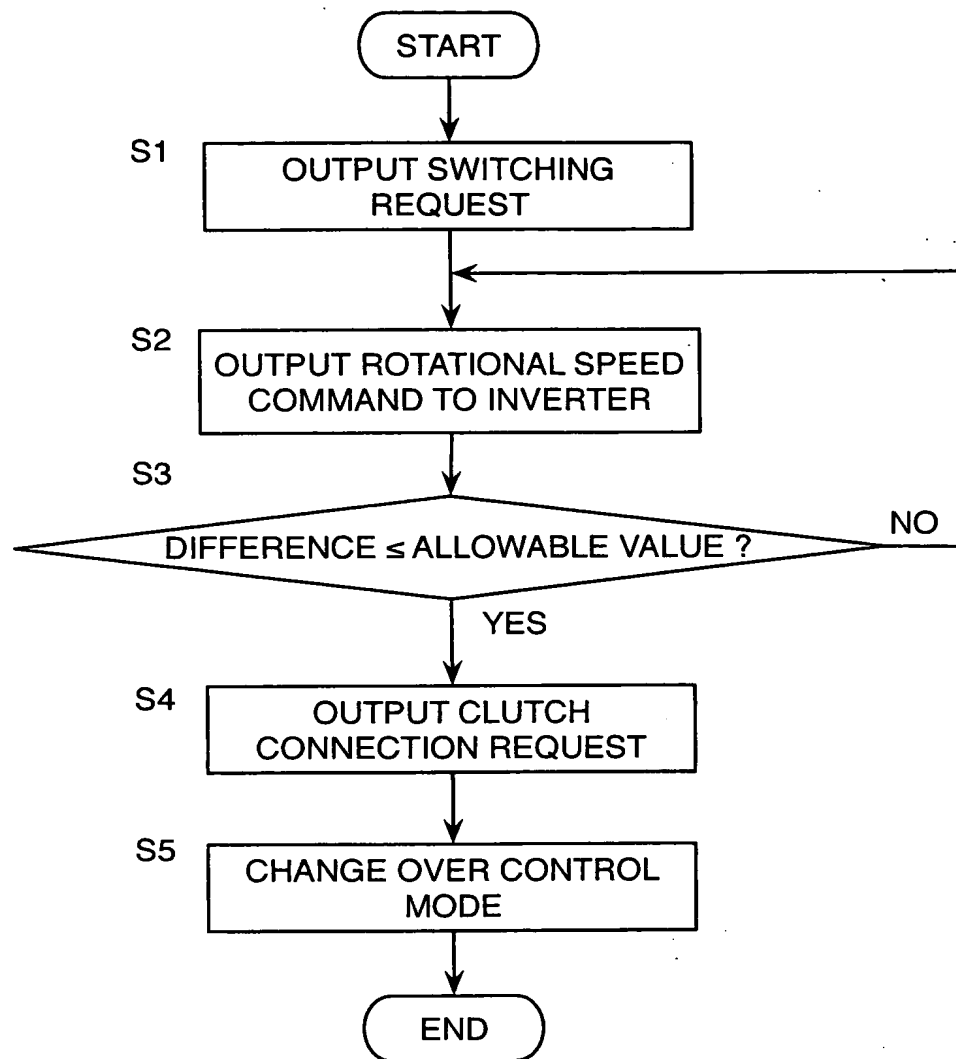 START
S1
OUTPUT SWITCHING
REQUEST
S2
OUTPUT ROTATIONAL SPEED
COMMAND TO INVERTER
S3
DIFFERENCE ≤ ALLOWABLE VALUE ?
NO
YES
S4
OUTPUT CLUTCH
CONNECTION REQUEST
S5
CHANGE OVER CONTROL
MODE
END